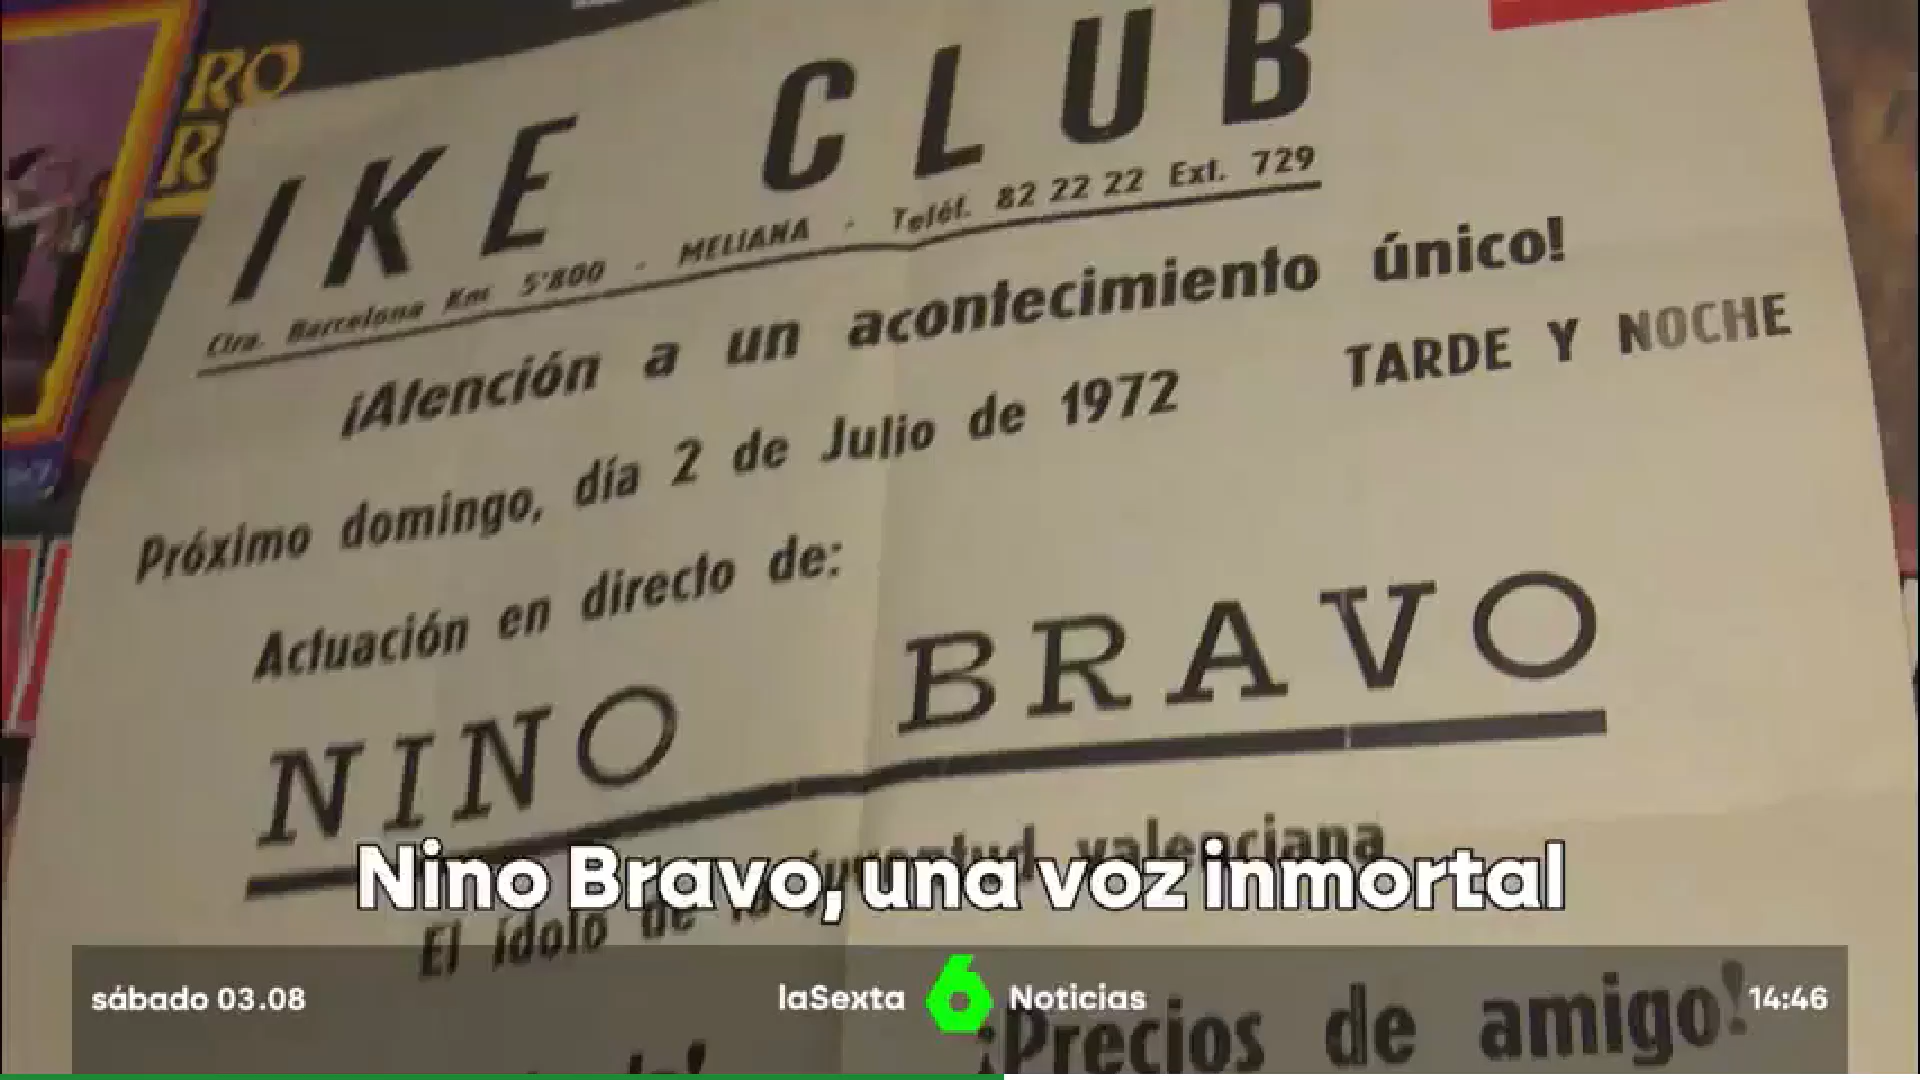 RO
R
IKE CLUB
Ctra. Barcelona Km 5'800 - MELIANA - Teléf. 82 22 22 Ext. 729
¡Atención a un acontecimiento único!
Próximo domingo, día 2 de Julio de 1972 TARDE Y NOCHE
Actuación en directo de:
NINO BRAVO
El ídolo de la juventud valenciana
Nino Bravo, una voz inmortal
¡Precios de amigo!
sábado 03.08 laSexta 6 Noticias 14:46